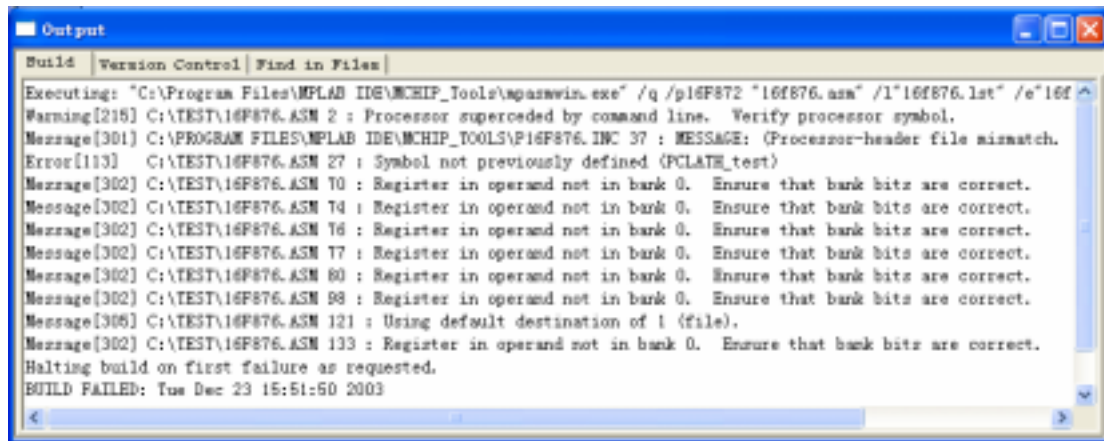 Output
Build Version Control Find in Files
Executing: "C:\Program Files\MPLAB IDE\MCHIP_Tools\mpasmwin.exe" /q /p16F872 "16f876.asm" /l"16f876.lst" /e"16f
Warning[215] C:\TEST\16F876.ASM 2 : Processor superceded by command line. Verify processor symbol.
Message[301] C:\PROGRAM FILES\MPLAB IDE\MCHIP_TOOLS\P16F876.INC 37 : MESSAGE: (Processor-header file mismatch.
Error[113] C:\TEST\16F876.ASM 27 : Symbol not previously defined (PCLATH_test)
Message[302] C:\TEST\16F876.ASM 70 : Register in operand not in bank 0. Ensure that bank bits are correct.
Message[302] C:\TEST\16F876.ASM 74 : Register in operand not in bank 0. Ensure that bank bits are correct.
Message[302] C:\TEST\16F876.ASM 76 : Register in operand not in bank 0. Ensure that bank bits are correct.
Message[302] C:\TEST\16F876.ASM 77 : Register in operand not in bank 0. Ensure that bank bits are correct.
Message[302] C:\TEST\16F876.ASM 80 : Register in operand not in bank 0. Ensure that bank bits are correct.
Message[302] C:\TEST\16F876.ASM 98 : Register in operand not in bank 0. Ensure that bank bits are correct.
Message[305] C:\TEST\16F876.ASM 121 : Using default destination of 1 (file).
Message[302] C:\TEST\16F876.ASM 133 : Register in operand not in bank 0. Ensure that bank bits are correct.
Halting build on first failure as requested.
BUILD FAILED: Tue Dec 23 15:51:50 2003